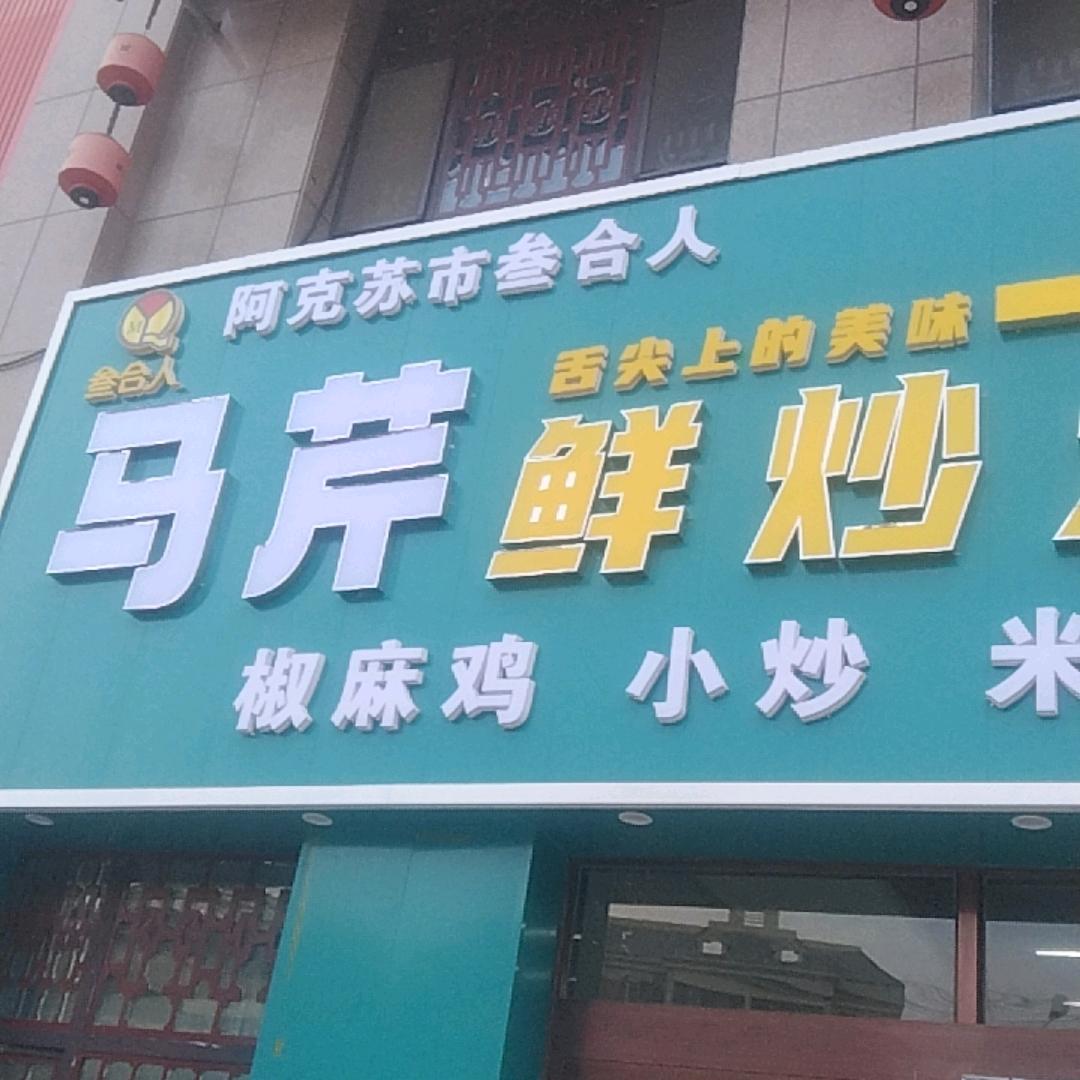 阿克苏市叁合人
叁合人
舌尖上的美味
马芹鲜炒
椒麻鸡 小炒 米